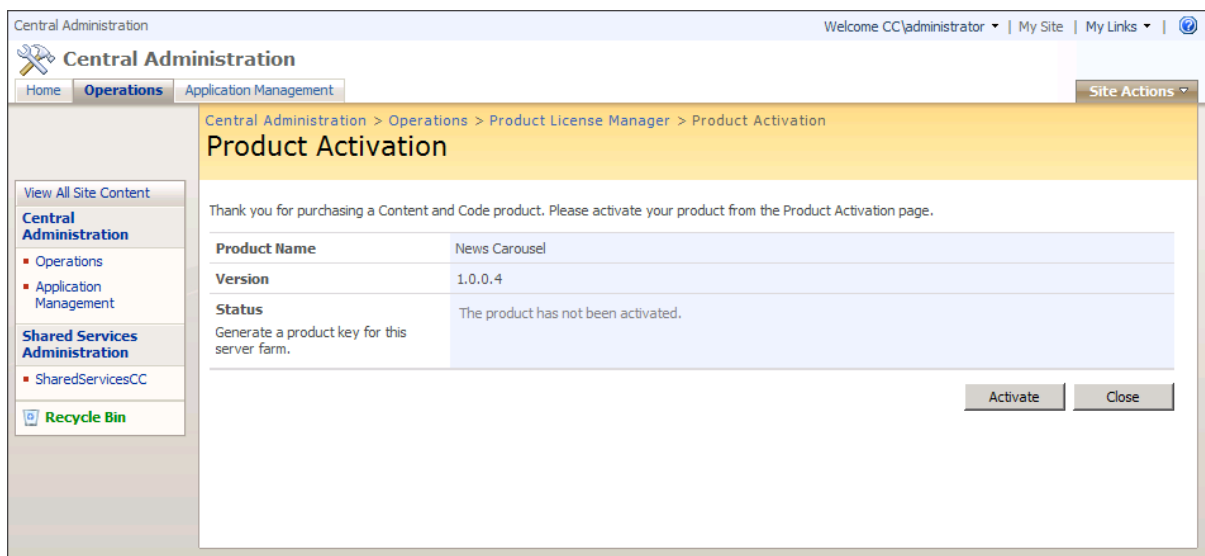 Central Administration
Welcome CC\administrator | My Site | My Links |
Central Administration
Home Operations Application Management
Site Actions
Central Administration > Operations > Product License Manager > Product Activation
Product Activation
View All Site Content
Central
Administration
Operations
Application
Management
Shared Services
Administration
SharedServicesCC
Recycle Bin
Thank you for purchasing a Content and Code product. Please activate your product from the Product Activation page.
Product Name News Carousel
Version 1.0.0.4
Status
The product has not been activated.
Generate a product key for this
server farm.
Activate Close